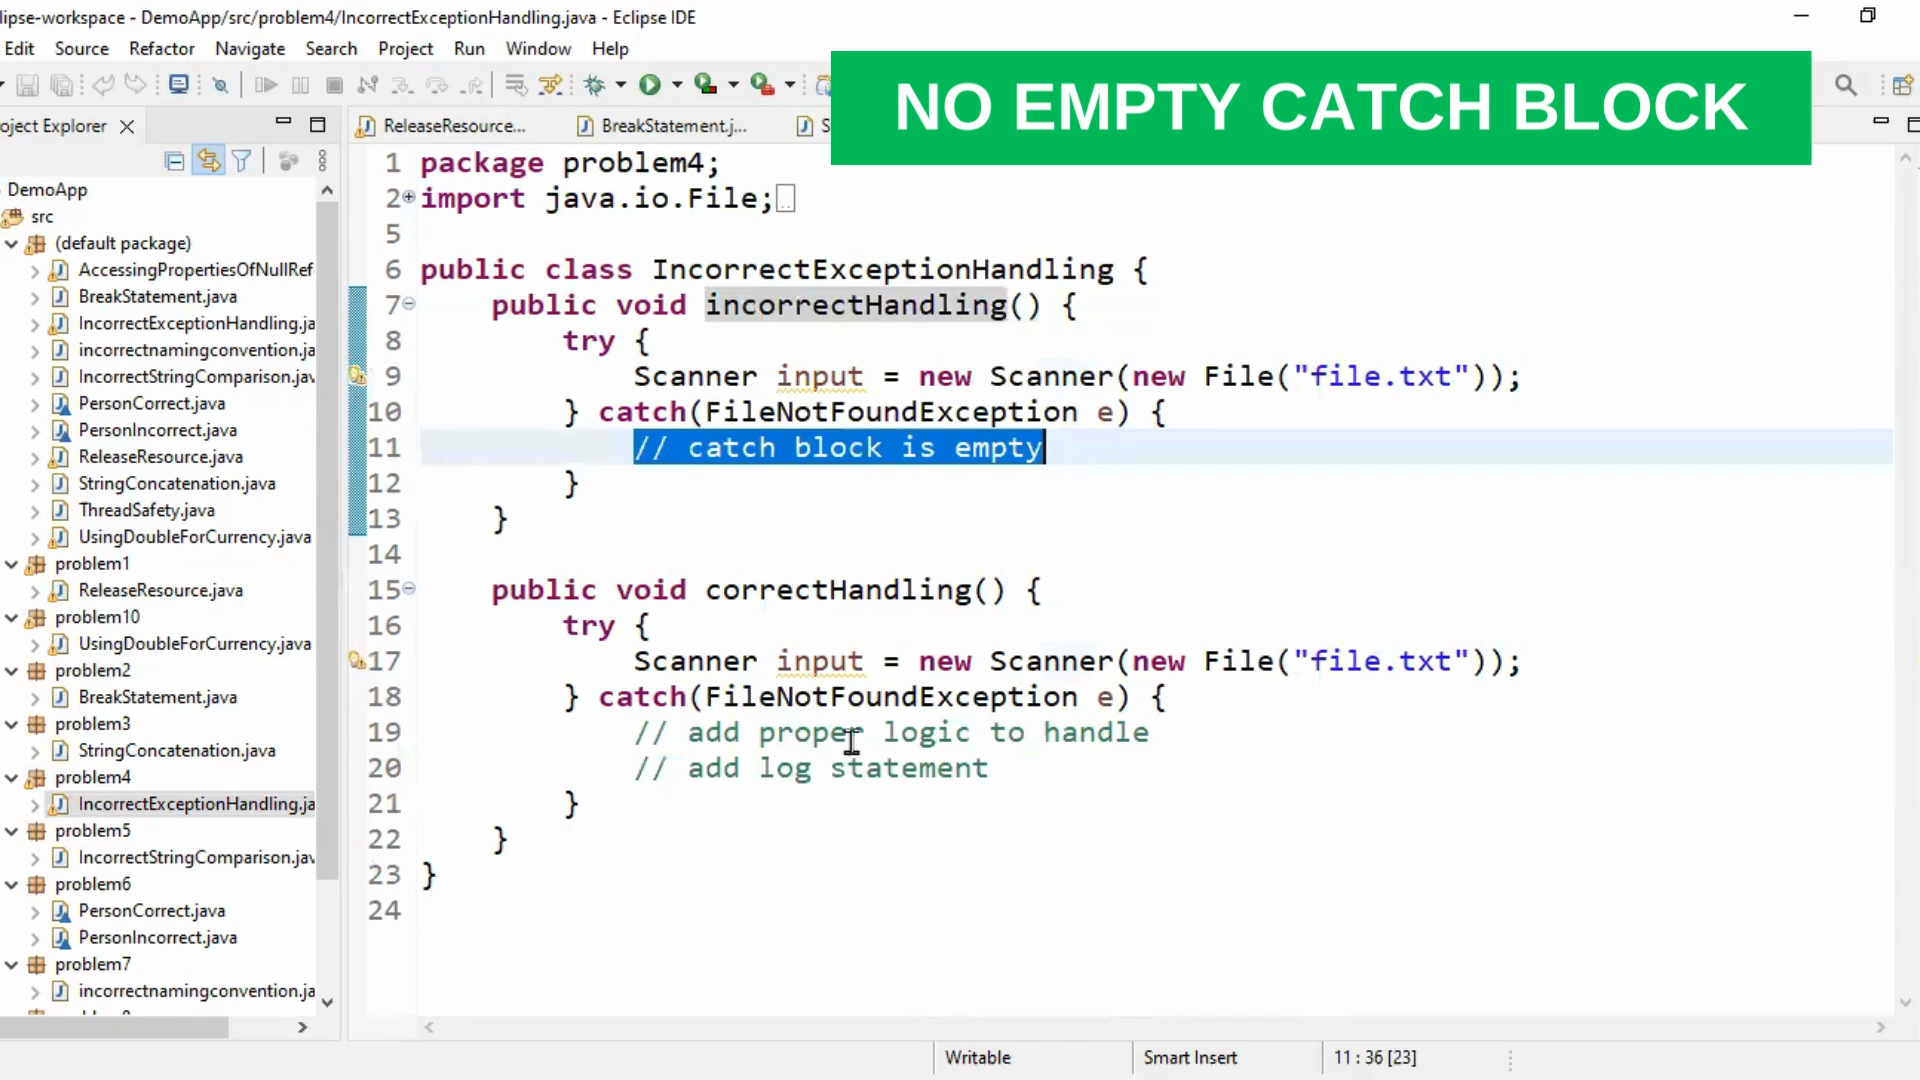 lipse-workspace - DemoApp/src/problem4/IncorrectExceptionHandling.java - Eclipse IDE
Edit Source Refactor Navigate Search Project Run Window Help
NO EMPTY CATCH BLOCK
oject Explorer
ReleaseResource...
BreakStatement.j...
S
DemoApp
src
(default package)
AccessingPropertiesOfNullRef
BreakStatement.java
IncorrectExceptionHandling.ja
incorrectnamingconvention.ja
IncorrectStringComparison.jav
PersonCorrect.java
PersonIncorrect.java
ReleaseResource.java
StringConcatenation.java
ThreadSafety.java
UsingDoubleForCurrency.java
problem1
ReleaseResource.java
problem10
UsingDoubleForCurrency.java
problem2
BreakStatement.java
problem3
StringConcatenation.java
problem4
IncorrectExceptionHandling.ja
problem5
IncorrectStringComparison.jav
problem6
PersonCorrect.java
PersonIncorrect.java
problem7
incorrectnamingconvention.ja
1 package problem4;
2 import java.io.File;
5
6 public class IncorrectExceptionHandling {
7 public void incorrectHandling() {
8 try {
9 Scanner input = new Scanner(new File("file.txt"));
10 } catch(FileNotFoundException e) {
11 // catch block is empty
12 }
13 }
14
15 public void correctHandling() {
16 try {
17 Scanner input = new Scanner(new File("file.txt"));
18 } catch(FileNotFoundException e) {
19 // add proper logic to handle
20 // add log statement
21 }
22 }
23 }
24
Writable
Smart Insert
11 : 36 [23]